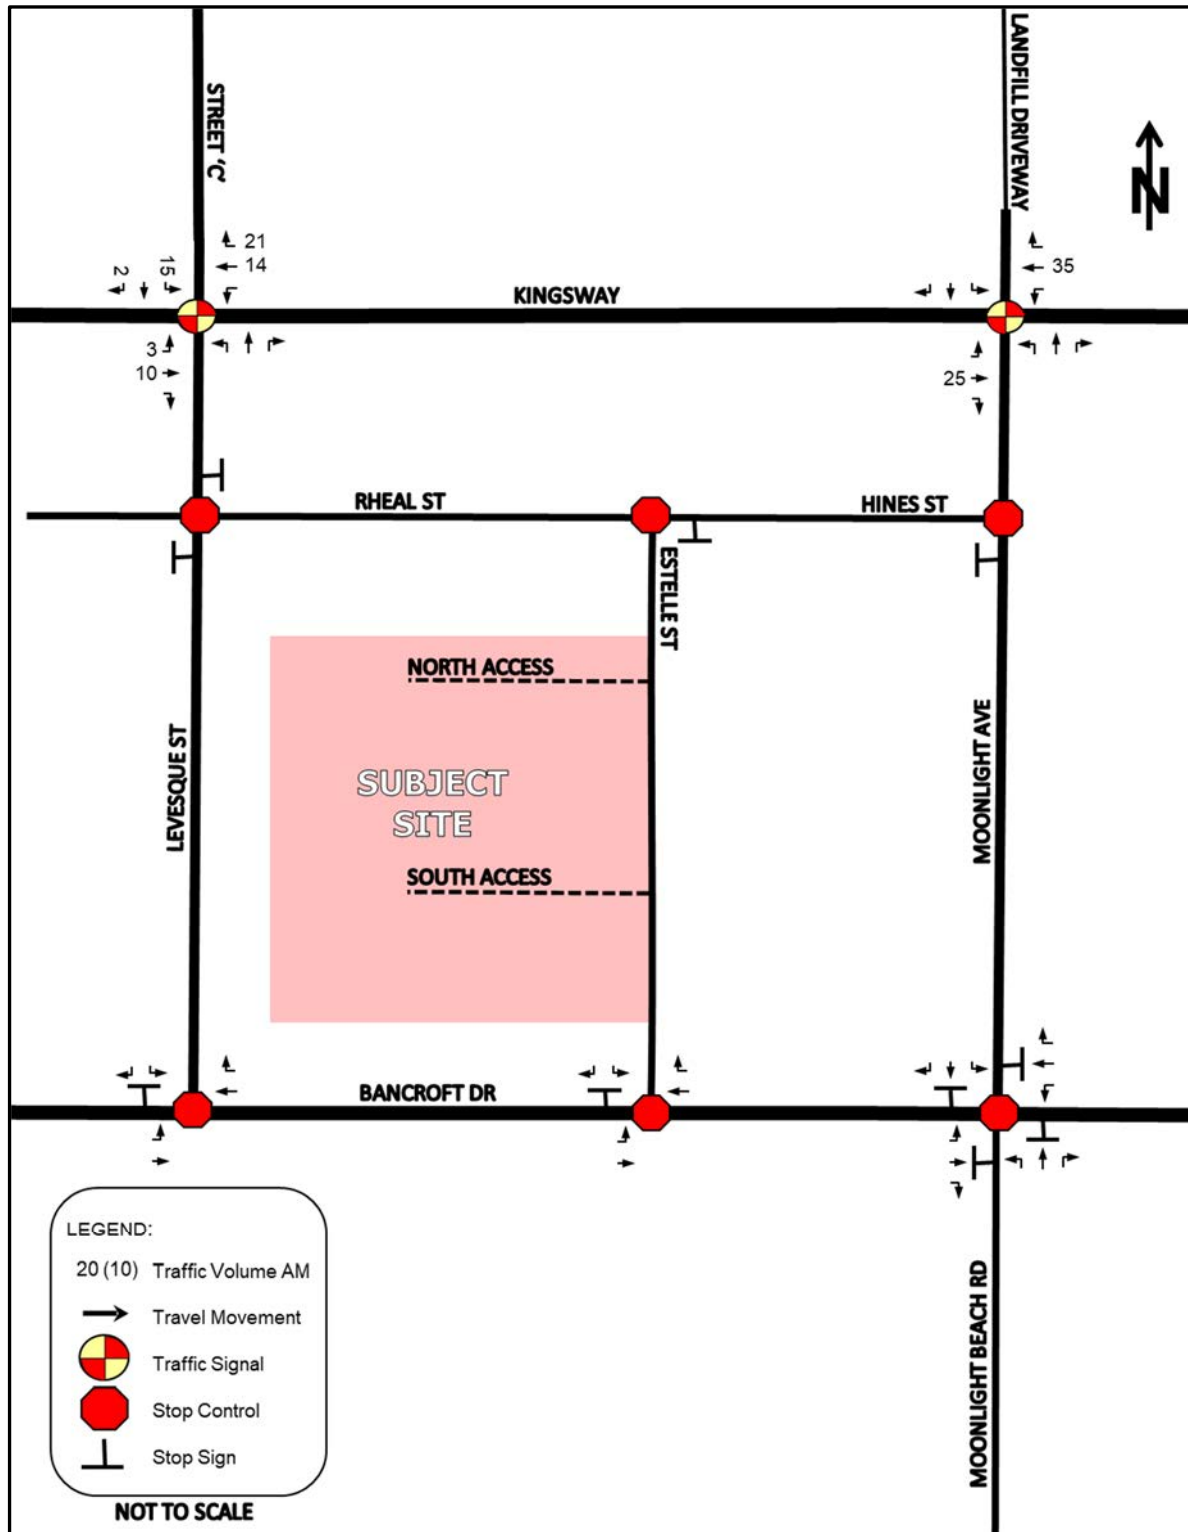 STREET 'C'
LANDFILL DRIVEWAY
N
2
15
21
14
35
KINGSWAY
3
10
25
RHEAL ST
HINES ST
ESTELLE ST
NORTH ACCESS
LEVESQUE ST
SUBJECT
SITE
MOONLIGHT AVE
SOUTH ACCESS
BANCROFT DR
LEGEND:
20 (10) Traffic Volume AM
Travel Movement
Traffic Signal
Stop Control
Stop Sign
NOT TO SCALE
MOONLIGHT BEACH RD